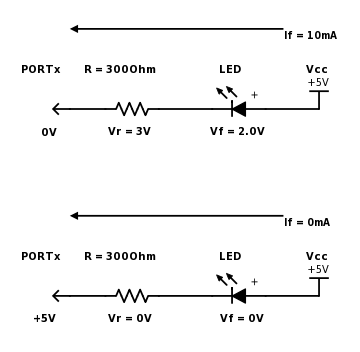 If = 10mA
PORTx R = 300Ohm LED Vcc
+5V
+
0V Vr = 3V Vf = 2.0V
If = 0mA
PORTx R = 300Ohm LED Vcc
+5V
+
+5V Vr = 0V Vf = 0V